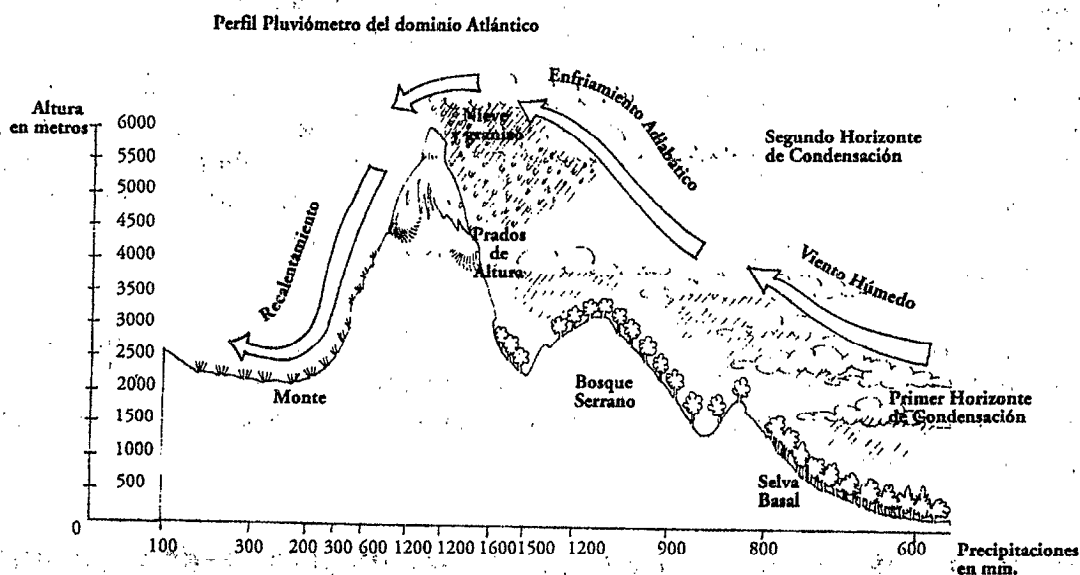 Perfil Pluviómetro del dominio Atlántico
Altura
en metros
6000
5500
5000
4500
4000
3500
3000
2500
2000
1500
1000
500
0
Nieve
y granizo
Enfriamiento Adiabático
Segundo Horizonte
de Condensación
Recalentamiento
Prados
de
Altura
Viento Húmedo
Monte
Bosque
Serrano
Primer Horizonte
de Condensación
Selva
Basal
100 300 200 300 600 1200 1200 1600 1500 1200 900 800 600
Precipitaciones
en mm.